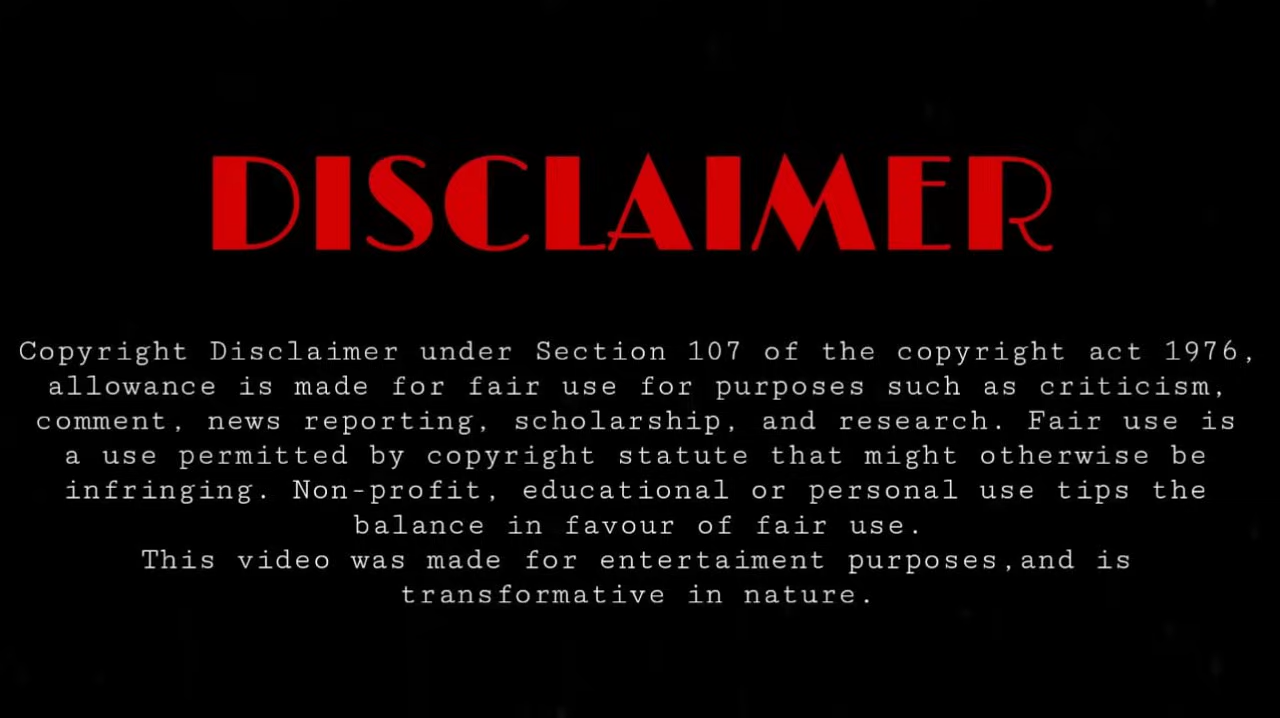 DISCLAIMER
Copyright Disclaimer under Section 107 of the copyright act 1976,
allowance is made for fair use for purposes such as criticism,
comment, news reporting, scholarship, and research. Fair use is
a use permitted by copyright statute that might otherwise be
infringing. Non-profit, educational or personal use tips the
balance in favour of fair use.
This video was made for entertaiment purposes,and is
transformative in nature.